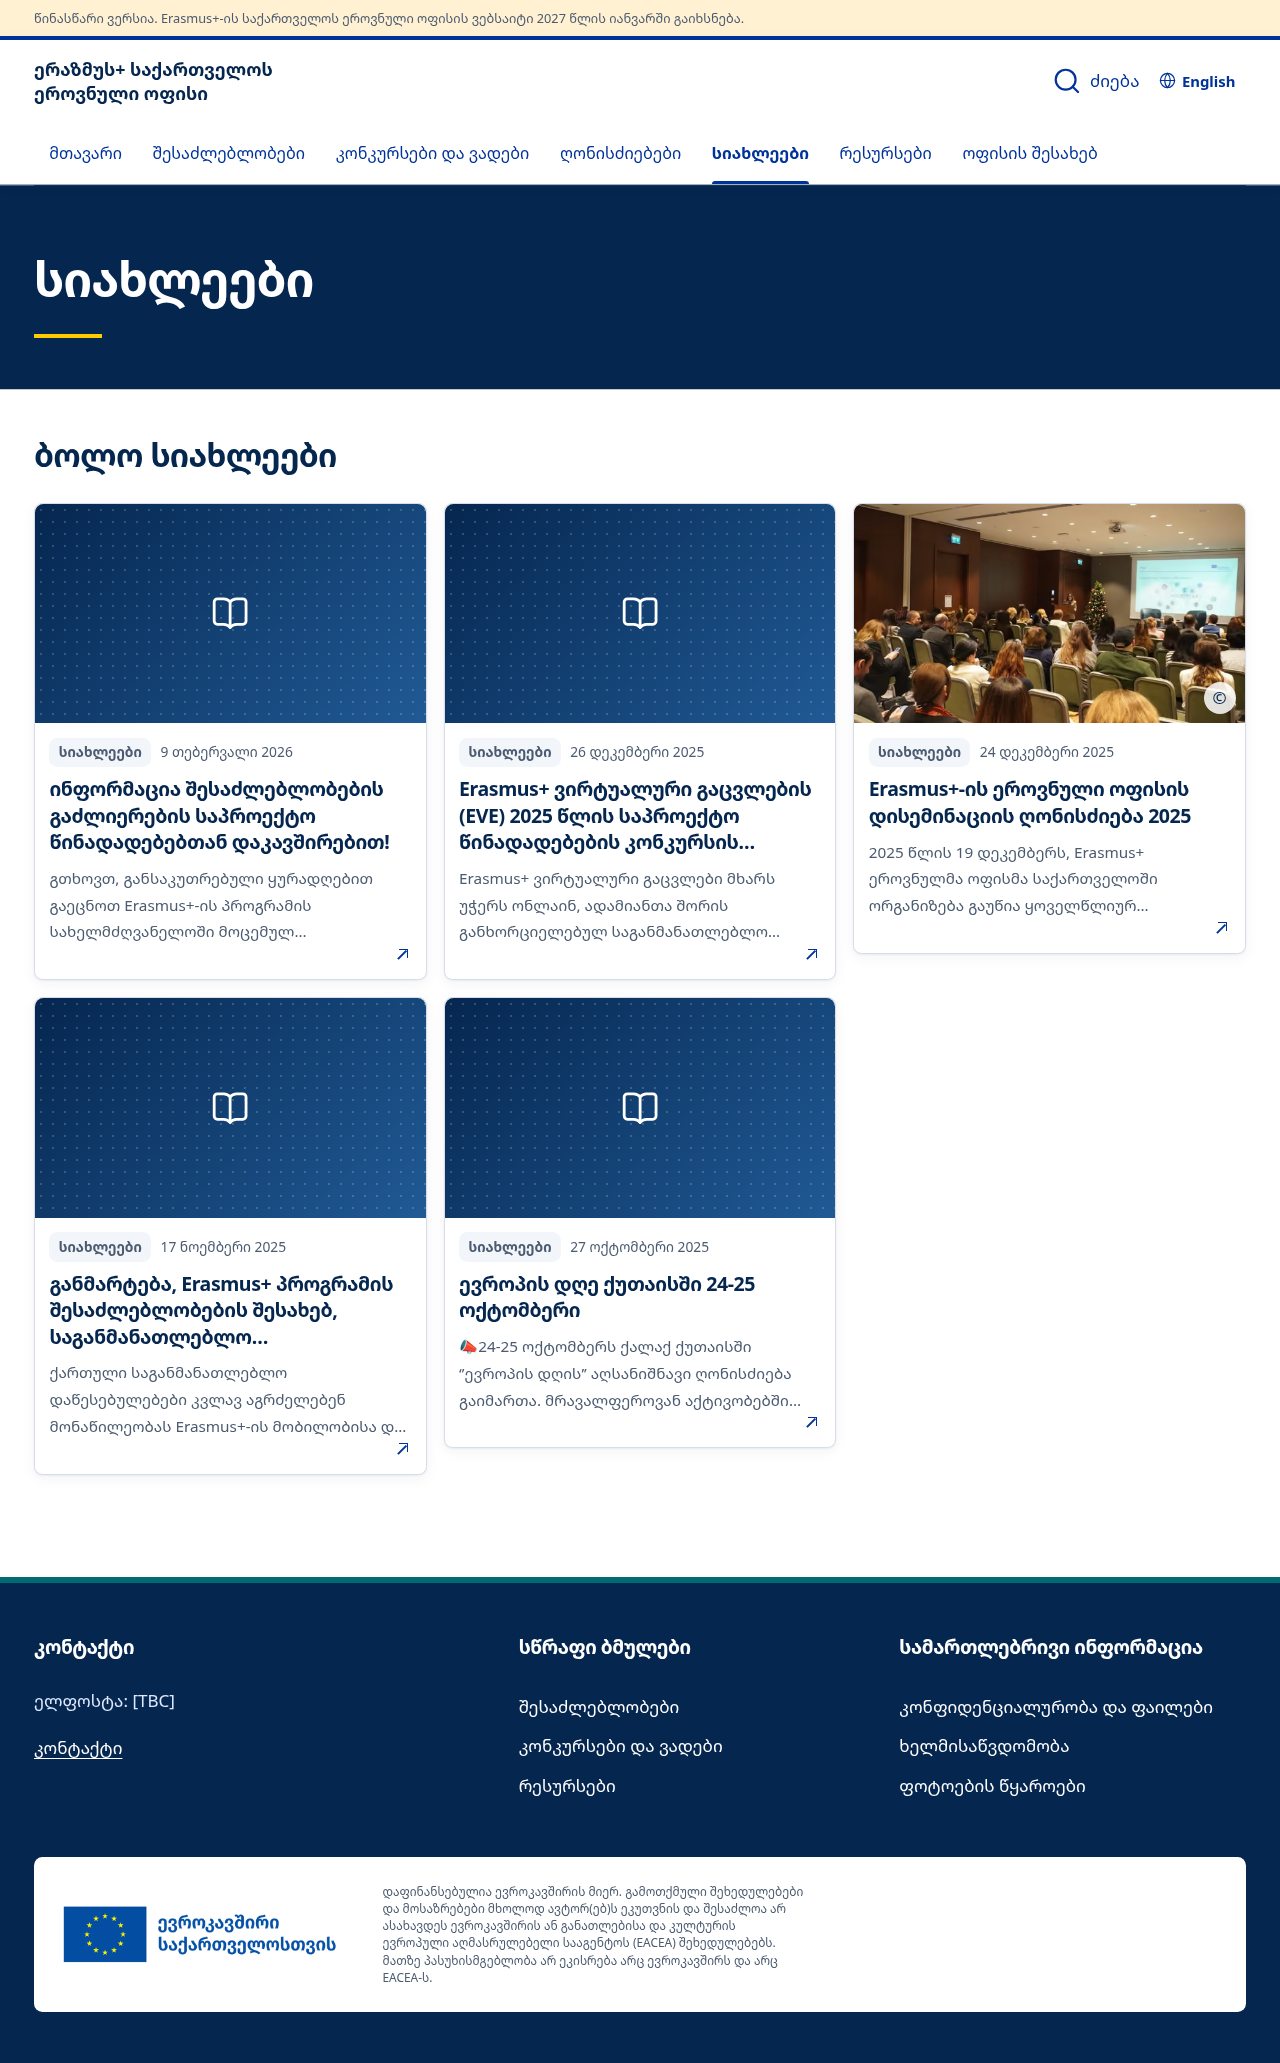 წინასწარი ვერსია. Erasmus+-ის საქართველოს ეროვნული ოფისის ვებსაიტი 2027 წლის იანვარში გაიხსნება.
ერაზმუს+ საქართველოს
ეროვნული ოფისი
ძიება
English
მთავარი
შესაძლებლობები
კონკურსები და ვადები
ღონისძიებები
სიახლეები
რესურსები
ოფისის შესახებ
სიახლეები
ბოლო სიახლეები
სიახლეები 9 თებერვალი 2026
ინფორმაცია შესაძლებლობების
გაძლიერების საპროექტო
წინადადებებთან დაკავშირებით!
გთხოვთ, განსაკუთრებული ყურადღებით
გაეცნოთ Erasmus+-ის პროგრამის
სახელმძღვანელოში მოცემულ...
სიახლეები 26 დეკემბერი 2025
Erasmus+ ვირტუალური გაცვლების
(EVE) 2025 წლის საპროექტო
წინადადებების კონკურსის...
Erasmus+ ვირტუალური გაცვლები მხარს
უჭერს ონლაინ, ადამიანთა შორის
განხორციელებულ საგანმანათლებლო...
©
სიახლეები 24 დეკემბერი 2025
Erasmus+-ის ეროვნული ოფისის
დისემინაციის ღონისძიება 2025
2025 წლის 19 დეკემბერს, Erasmus+
ეროვნულმა ოფისმა საქართველოში
ორგანიზება გაუწია ყოველწლიურ...
სიახლეები 17 ნოემბერი 2025
განმარტება, Erasmus+ პროგრამის
შესაძლებლობების შესახებ,
საგანმანათლებლო...
ქართული საგანმანათლებლო
დაწესებულებები კვლავ აგრძელებენ
მონაწილეობას Erasmus+-ის მობილობისა დ...
სიახლეები 27 ოქტომბერი 2025
ევროპის დღე ქუთაისში 24-25
ოქტომბერი
📣24-25 ოქტომბერს ქალაქ ქუთაისში
“ევროპის დღის” აღსანიშნავი ღონისძიება
გაიმართა. მრავალფეროვან აქტივობებში...
კონტაქტი
ელფოსტა: [TBC]
კონტაქტი
სწრაფი ბმულები
შესაძლებლობები
კონკურსები და ვადები
რესურსები
სამართლებრივი ინფორმაცია
კონფიდენციალურობა და ფაილები
ხელმისაწვდომობა
ფოტოების წყაროები
ევროკავშირი
საქართველოსთვის
დაფინანსებულია ევროკავშირის მიერ. გამოთქმული შეხედულებები
და მოსაზრებები მხოლოდ ავტორ(ებ)ს ეკუთვნის და შესაძლოა არ
ასახავდეს ევროკავშირის ან განათლებისა და კულტურის
ევროპული აღმასრულებელი სააგენტოს (EACEA) შეხედულებებს.
მათზე პასუხისმგებლობა არ ეკისრება არც ევროკავშირს და არც
EACEA-ს.